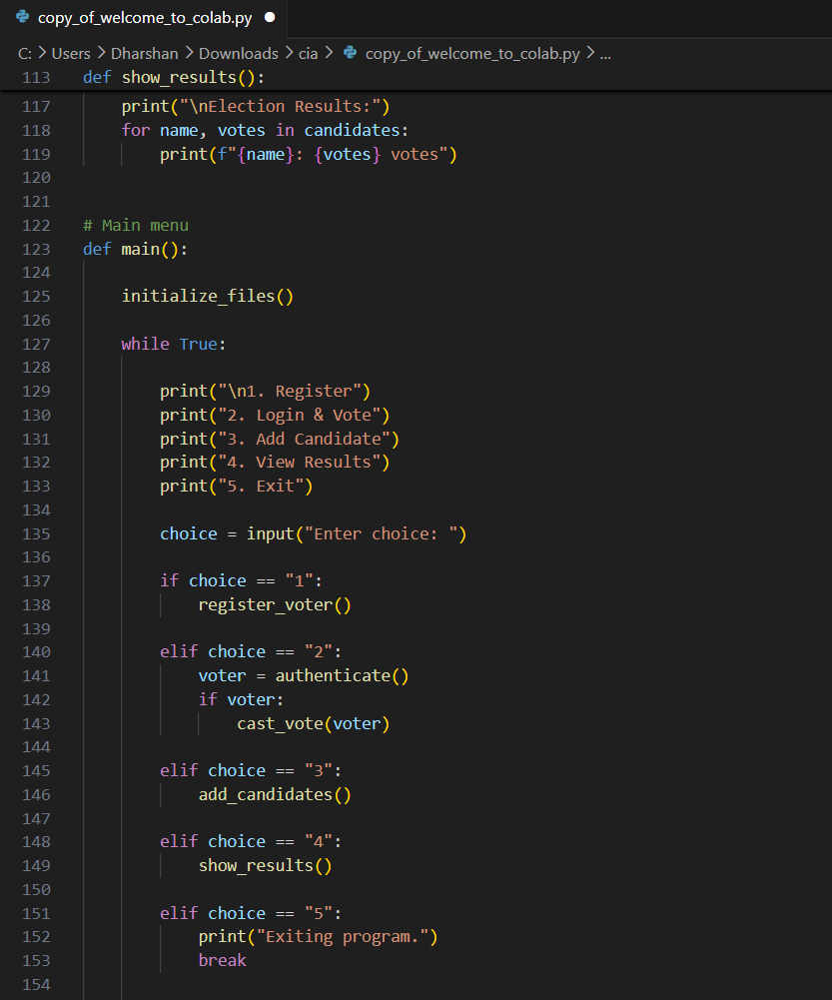 copy_of_welcome_to_colab.py ●
C: > Users > Dharshan > Downloads > cia > copy_of_welcome_to_colab.py > ...
113 def show_results():
117     print("\nElection Results:")
118     for name, votes in candidates:
119         print(f"{name}: {votes} votes")
120
121
122 # Main menu
123 def main():
124
125     initialize_files()
126
127     while True:
128
129         print("\n1. Register")
130         print("2. Login & Vote")
131         print("3. Add Candidate")
132         print("4. View Results")
133         print("5. Exit")
134
135         choice = input("Enter choice: ")
136
137         if choice == "1":
138             register_voter()
139
140         elif choice == "2":
141             voter = authenticate()
142             if voter:
143                 cast_vote(voter)
144
145         elif choice == "3":
146             add_candidates()
147
148         elif choice == "4":
149             show_results()
150
151         elif choice == "5":
152             print("Exiting program.")
153             break
154